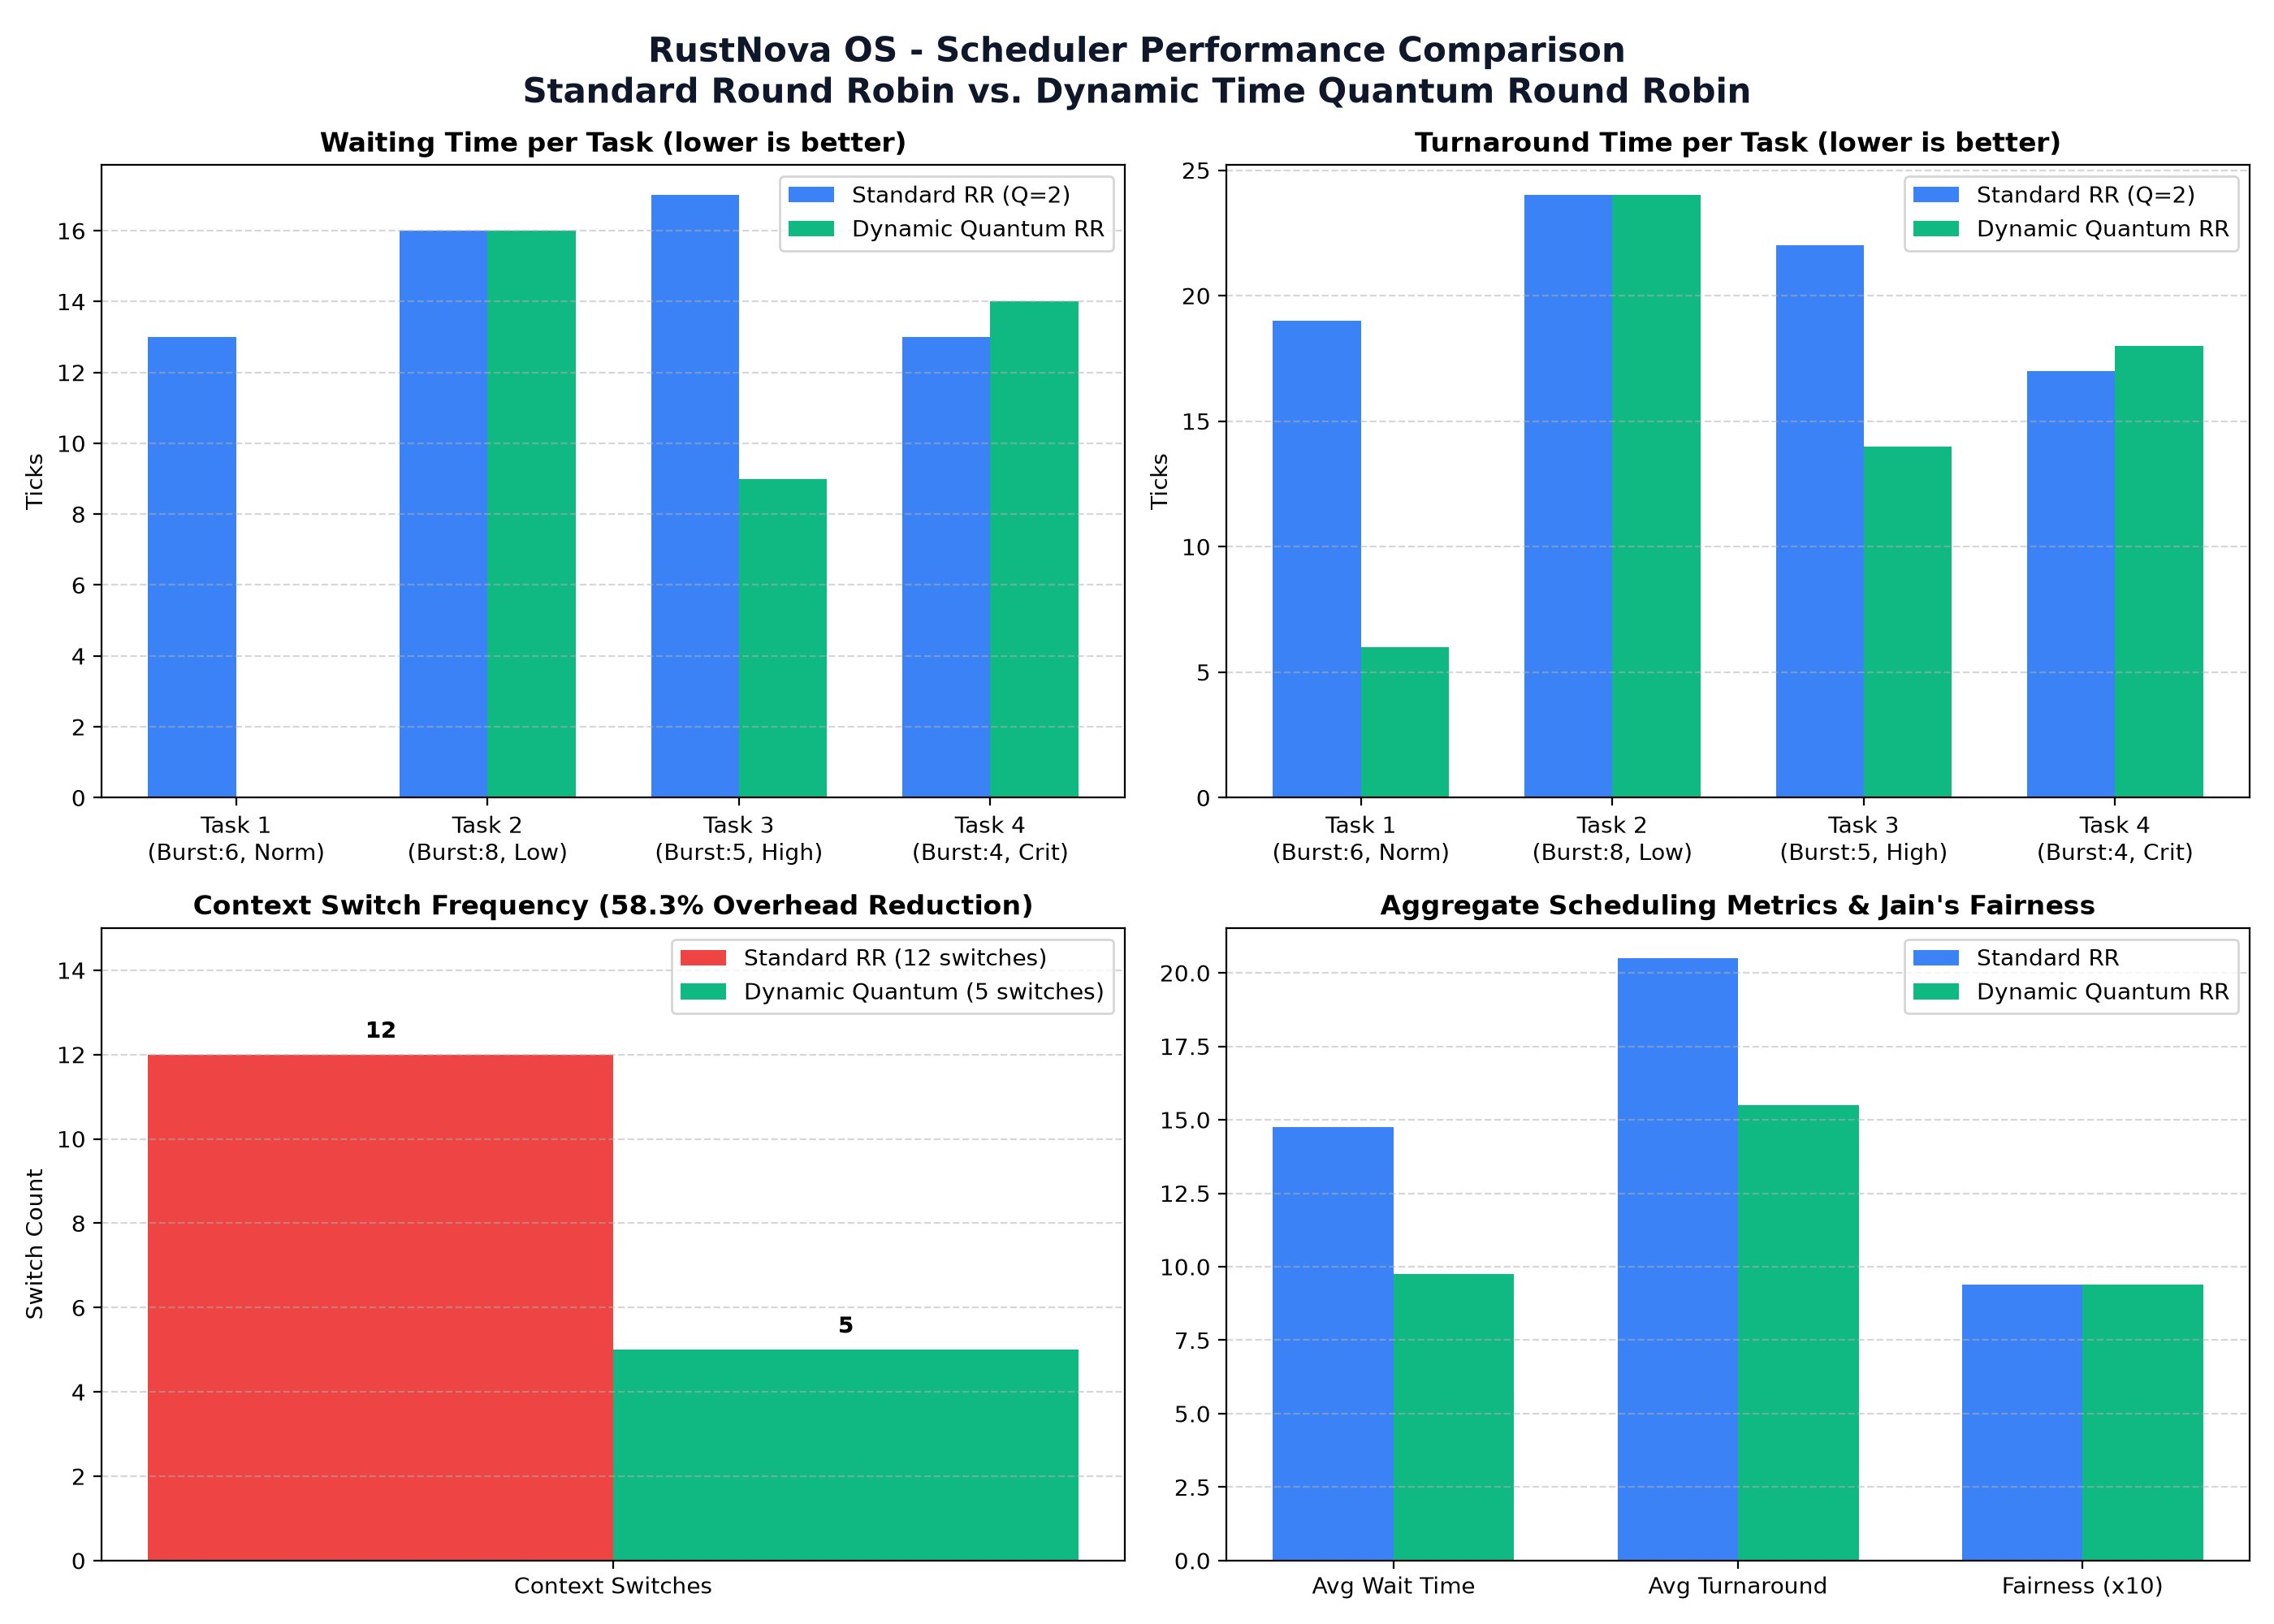 RustNova OS - Scheduler Performance Comparison
Standard Round Robin vs. Dynamic Time Quantum Round Robin
Waiting Time per Task (lower is better)
Standard RR (Q=2)
Dynamic Quantum RR
Ticks
16
14
12
10
8
6
4
2
0
Task 1
(Burst:6, Norm)
Task 2
(Burst:8, Low)
Task 3
(Burst:5, High)
Task 4
(Burst:4, Crit)
Turnaround Time per Task (lower is better)
Standard RR (Q=2)
Dynamic Quantum RR
Ticks
25
20
15
10
5
0
Task 1
(Burst:6, Norm)
Task 2
(Burst:8, Low)
Task 3
(Burst:5, High)
Task 4
(Burst:4, Crit)
Context Switch Frequency (58.3% Overhead Reduction)
Standard RR (12 switches)
Dynamic Quantum (5 switches)
Switch Count
14
12
10
8
6
4
2
0
12
5
Context Switches
Aggregate Scheduling Metrics & Jain's Fairness
Standard RR
Dynamic Quantum RR
20.0
17.5
15.0
12.5
10.0
7.5
5.0
2.5
0.0
Avg Wait Time
Avg Turnaround
Fairness (x10)